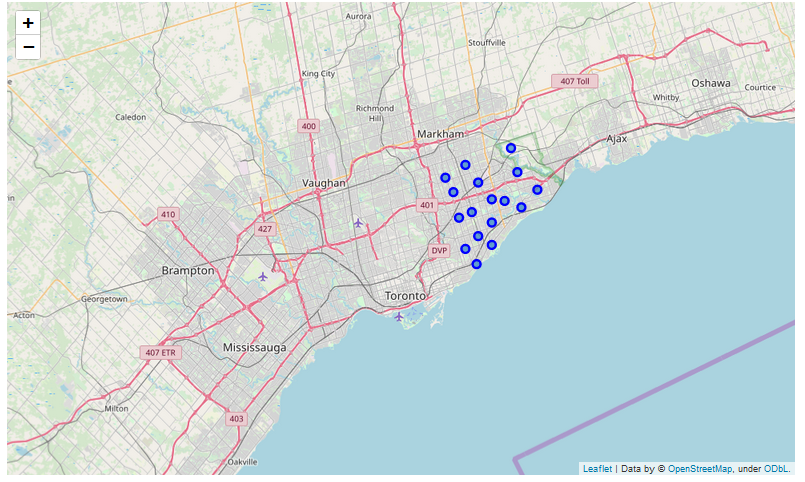 +
−
Aurora
Stouffville
King City
407 Toll
Oshawa
Courtice
Whitby
Richmond
Hill
Caledon
400
Markham
Ajax
Vaughan
401
410
427
DVP
Brampton
Georgetown
Toronto
Acton
Mississauga
407 ETR
Milton
403
Oakville
Leaflet | Data by © OpenStreetMap, under ODbL.